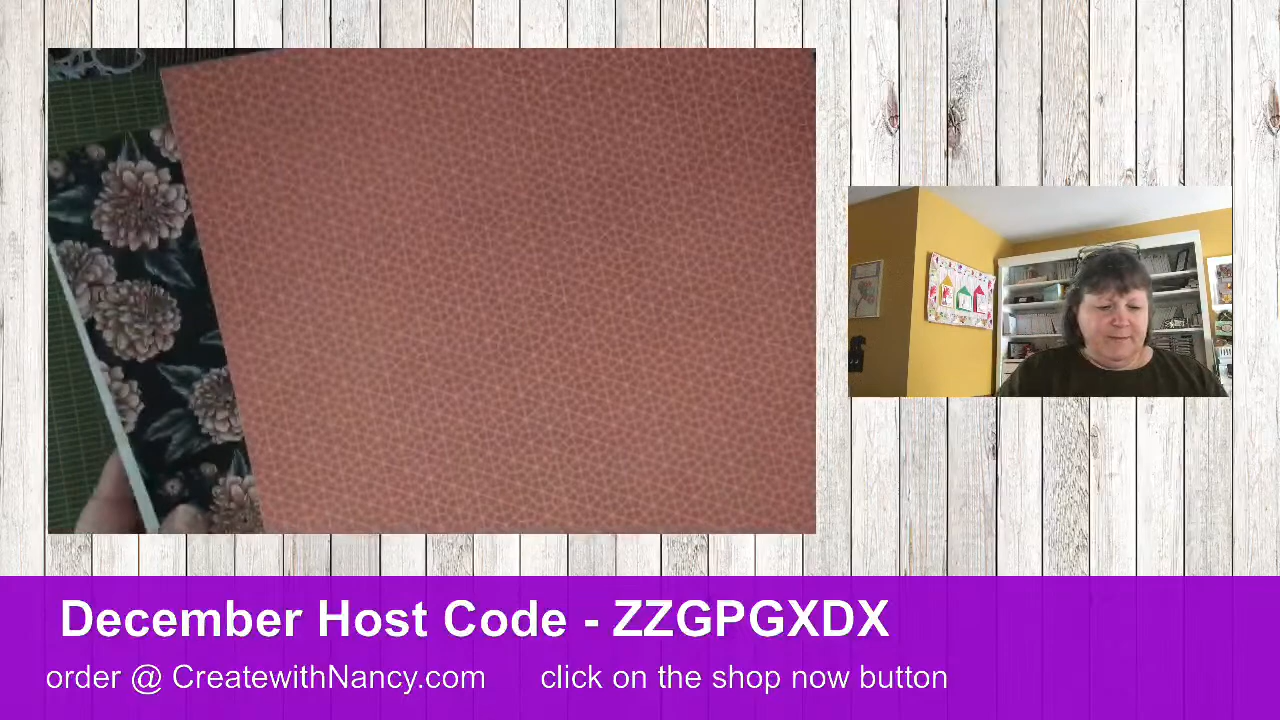 December Host Code - ZZGPGXDX
order @ CreatewithNancy.com click on the shop now button